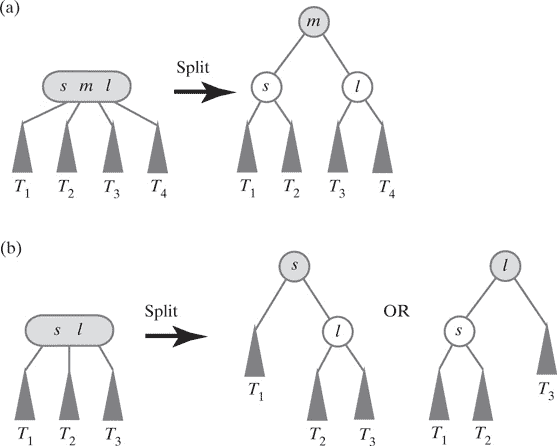 (a)
m
Split
s m l
s l
T1 T2 T3 T4
T1 T2 T3 T4
(b)
s l
Split
OR
s l
l s
T1
T3
T1 T2 T3
T2 T3
T1 T2